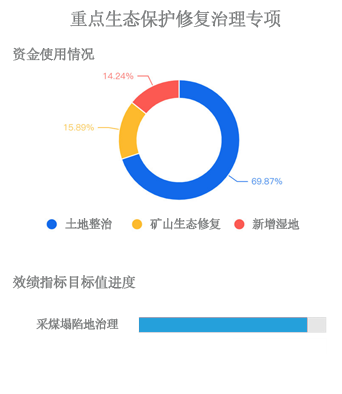 重点生态保护修复治理专项
资金使用情况
14.24%
15.89%
69.87%
土地整治 矿山生态修复 新增湿地
效绩指标目标值进度
采煤塌陷地治理